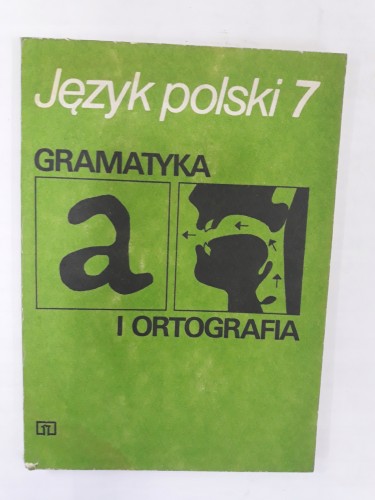 Język polski 7
GRAMATYKA
a
I ORTOGRAFIA